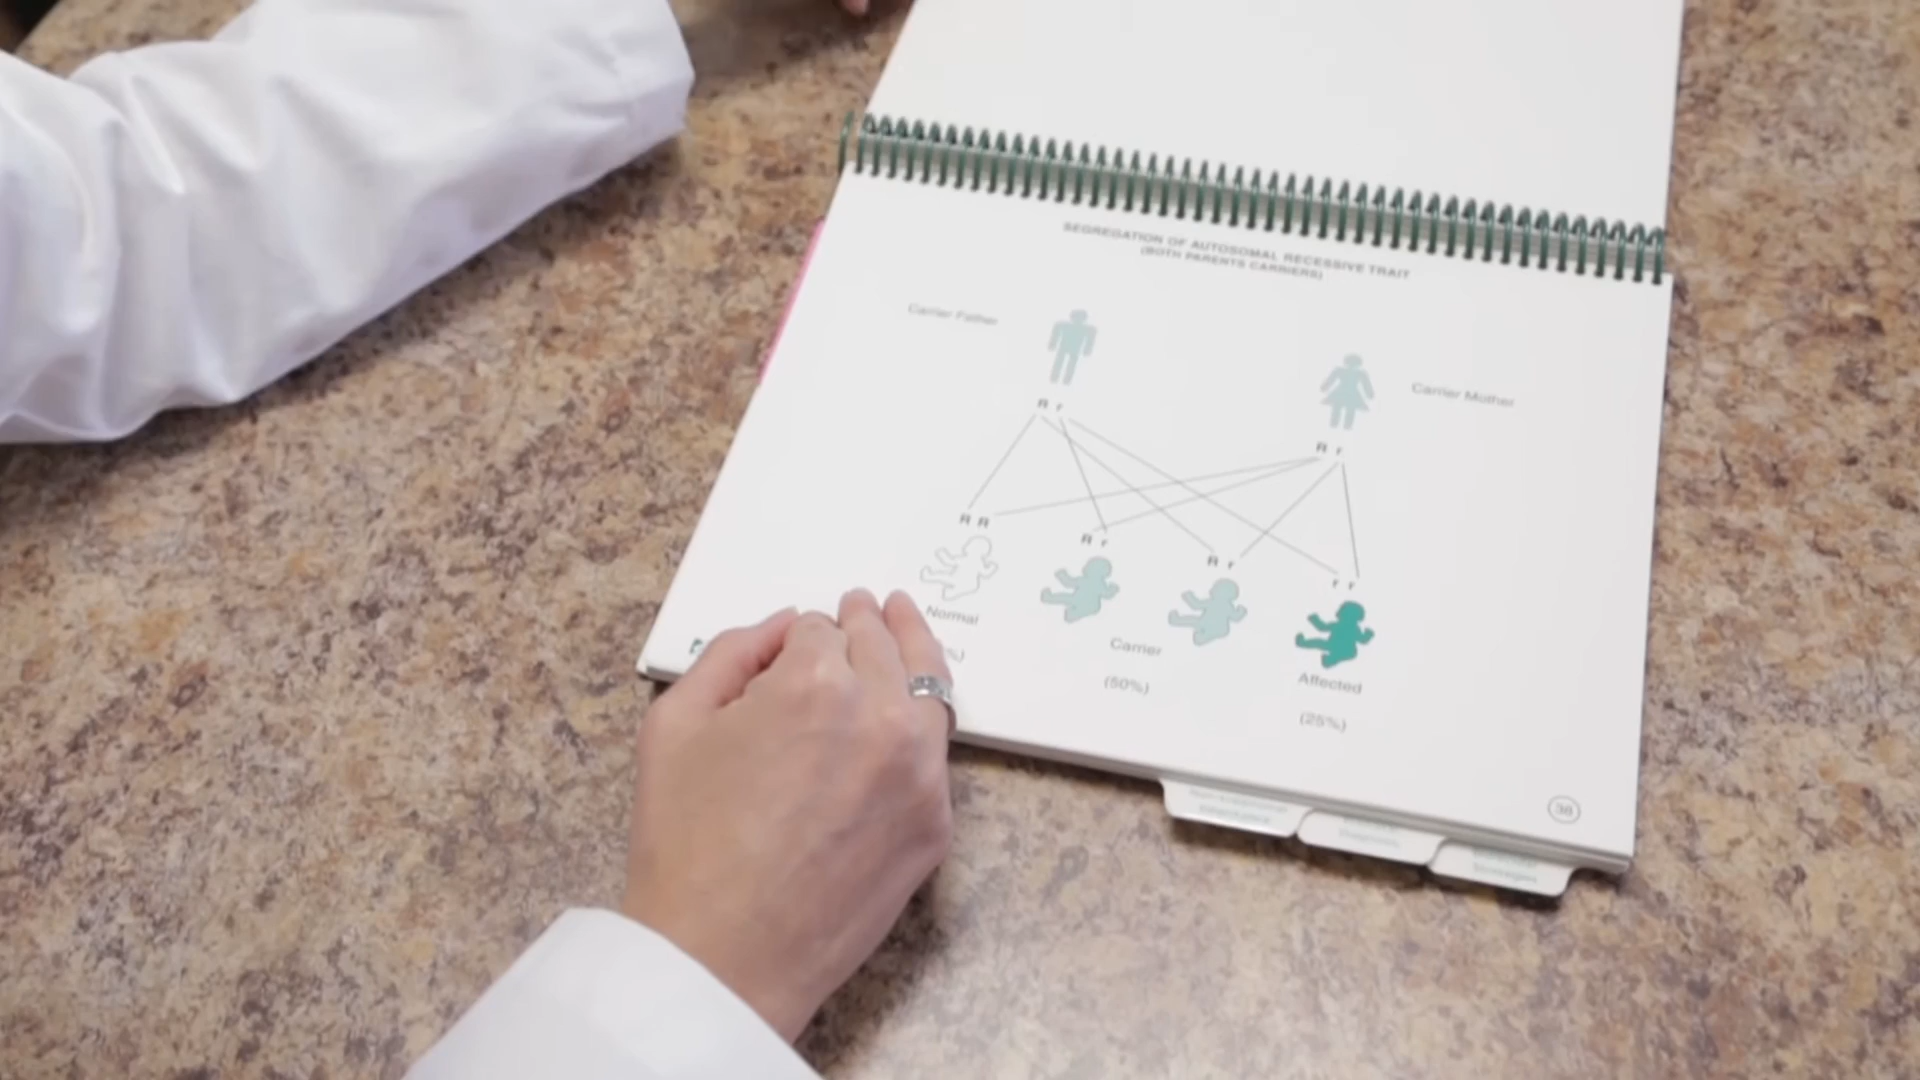 SEGREGATION OF AUTOSOMAL RECESSIVE TRAIT
(BOTH PARENTS CARRIERS)
Carrier Father
Carrier Mother
R r
R r
R R
R r
R r
r r
Normal
Carrier
Affected
%)
(50%)
(25%)
38